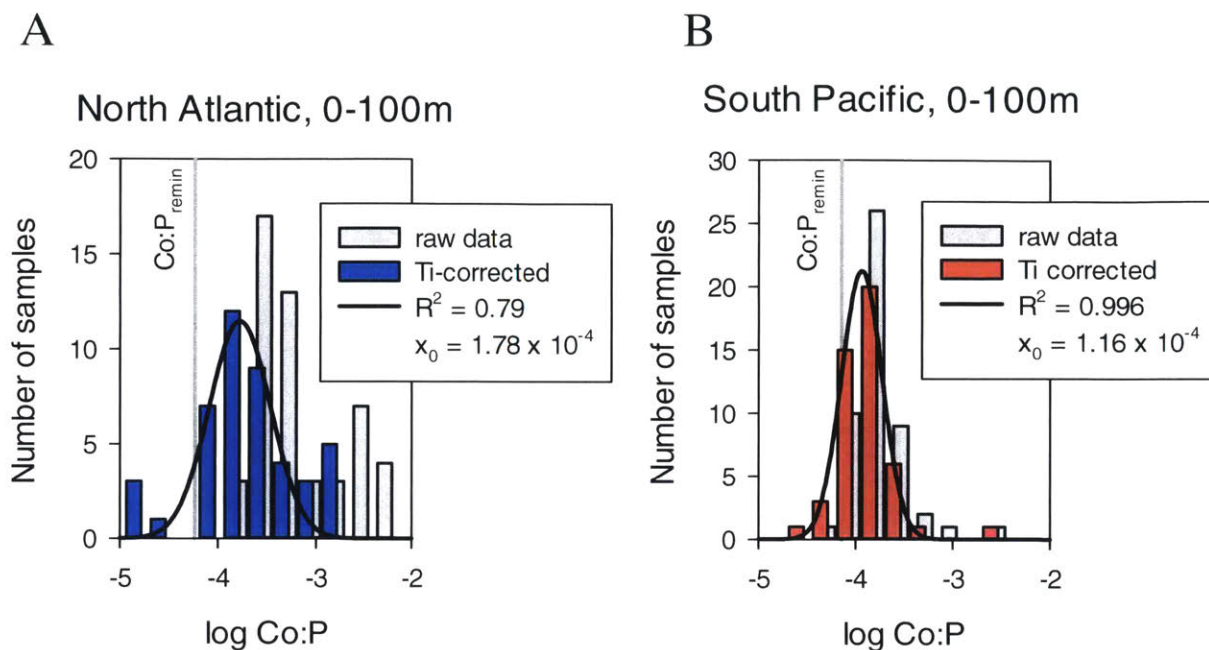 A
North Atlantic, 0-100m
Number of samples
20
15
10
5
0
Co:P remin
raw data
Ti-corrected
R² = 0.79
x₀ = 1.78 x 10⁻⁴
-5 -4 -3 -2
log Co:P
B
South Pacific, 0-100m
Number of samples
30
25
20
15
10
5
0
Co:P remin
raw data
Ti corrected
R² = 0.996
x₀ = 1.16 x 10⁻⁴
-5 -4 -3 -2
log Co:P